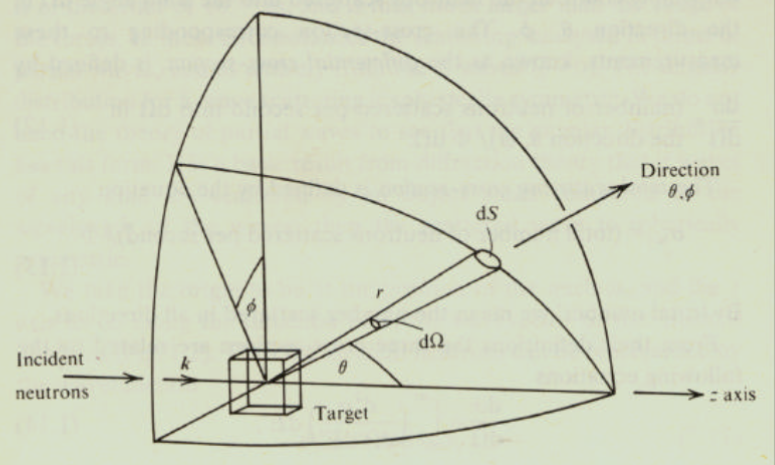 Direction
θ, ϕ
dS
r
ϕ
dΩ
Incident
neutrons
k
θ
Target
z axis